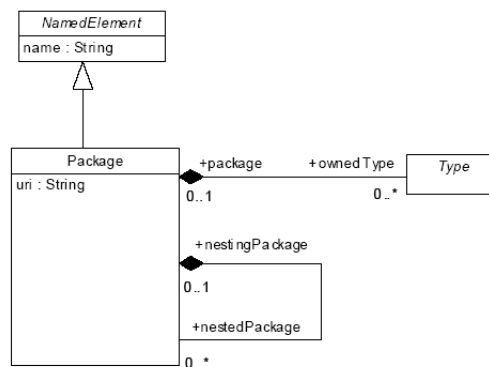 NamedElement
name : String
Package
uri : String
+package
+ownedType
Type
0..1
0..*
+nestingPackage
0..1
+nestedPackage
0..*